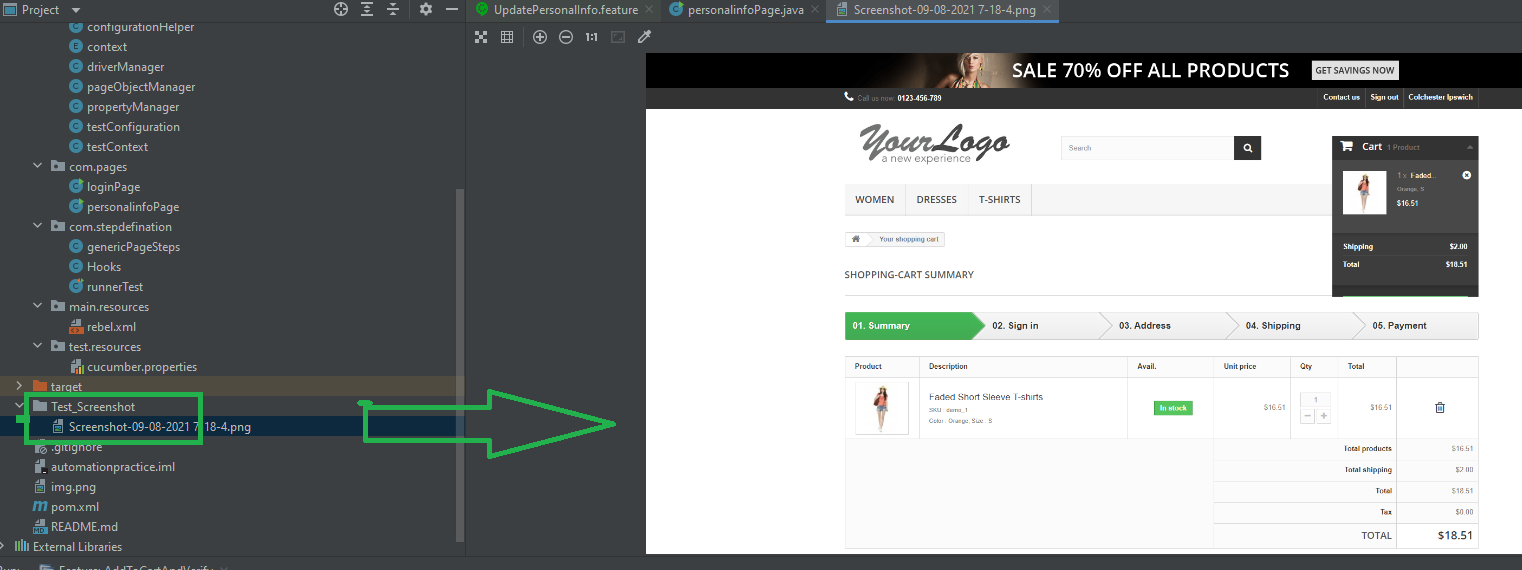 Project
UpdatePersonalInfo.feature
personalinfoPage.java
Screenshot-09-08-2021 7-18-4.png
configurationHelper
context
driverManager
pageObjectManager
propertyManager
testConfiguration
testContext
com.pages
loginPage
personalinfoPage
com.stepdefination
genericPageSteps
Hooks
runnerTest
main.resources
rebel.xml
test.resources
cucumber.properties
target
Test_Screenshot
Screenshot-09-08-2021 7-18-4.png
.gitignore
automationpractice.iml
img.png
pom.xml
README.md
External Libraries
Feature: AddToCartAndVerify
1:1
SALE 70% OFF ALL PRODUCTS GET SAVINGS NOW
Call us now: 0123-456-789
Contact us Sign out Colchester Ipswich
YourLogo
a new experience
Search
Cart 1 Product
1 x Faded...
Orange, S
$16.51
Shipping $2.00
Total $18.51
WOMEN DRESSES T-SHIRTS
Your shopping cart
SHOPPING-CART SUMMARY
01. Summary 02. Sign in 03. Address 04. Shipping 05. Payment
Product Description Avail. Unit price Qty Total
Faded Short Sleeve T-shirts
SKU : demo_1
Color : Orange, Size : S
In stock
$16.51
1
$16.51
Total products $16.51
Total shipping $2.00
Total $18.51
Tax $0.00
TOTAL $18.51